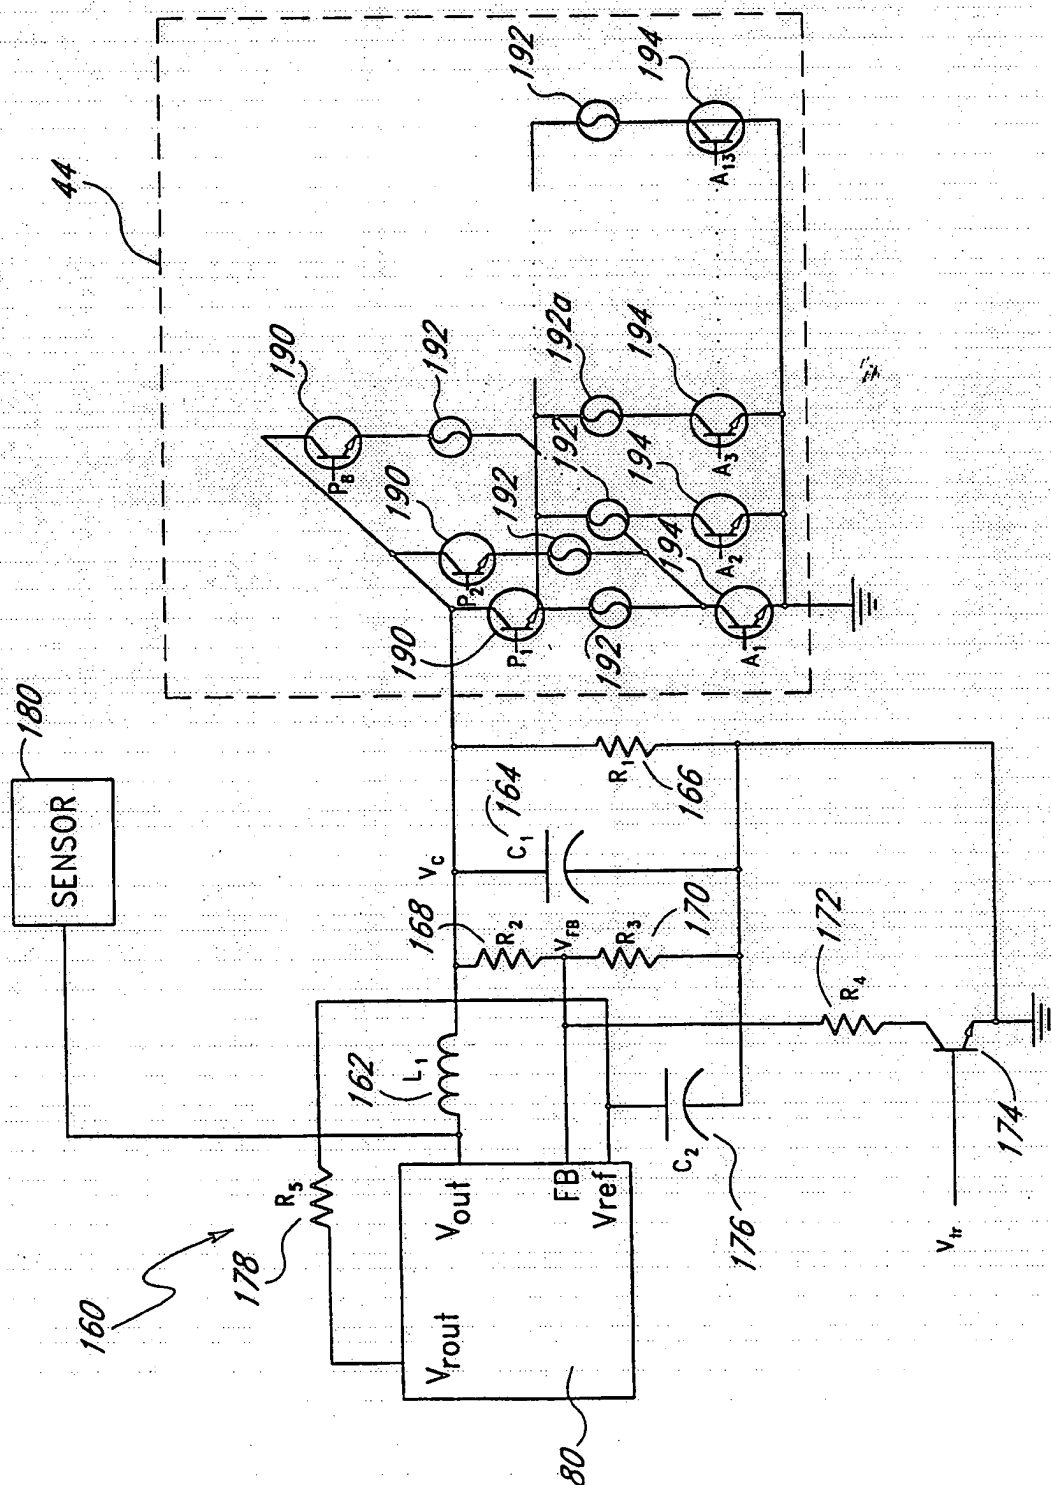 44
192
194
A13
190
P8
192
192a
194
A3
190
P2
192
192
194
A2
190
P1
192
194
A1
180
SENSOR
VC
164
C1
R1
166
168
R2
VFB
R3
170
172
R4
174
Vtr
162
L1
C2
176
160
178
R5
Vrout
Vout
FB
Vref
80